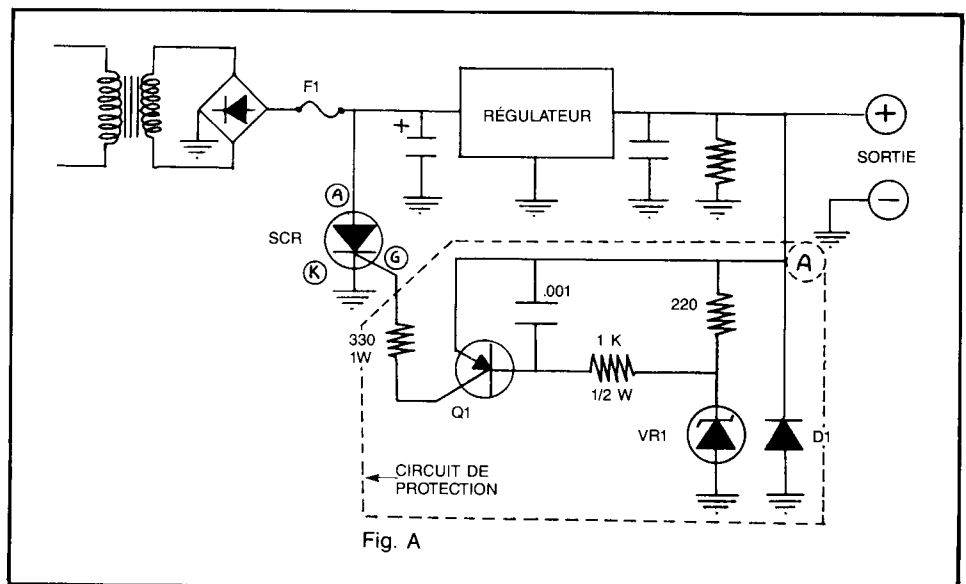 F1
+
RÉGULATEUR
+
SORTIE
−
A
SCR
G
K
A
.001
220
330
1W
1 K
1/2 W
Q1
VR1
D1
CIRCUIT DE
PROTECTION
Fig. A